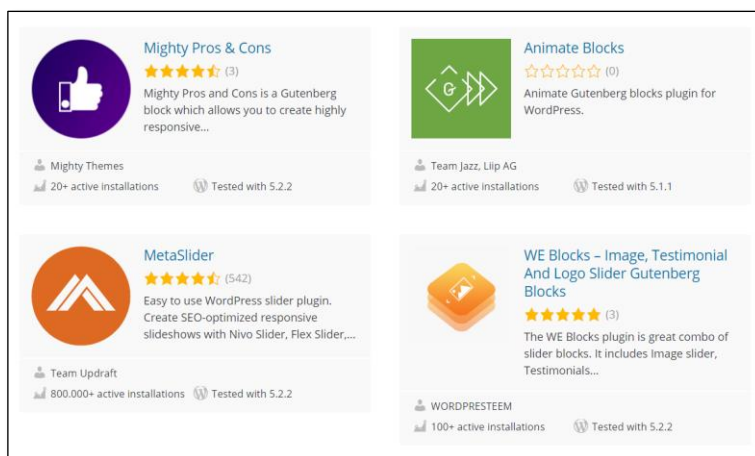 Mighty Pros & Cons
(3)
Mighty Pros and Cons is a Gutenberg
block which allows you to create highly
responsive...
Mighty Themes
20+ active installations
Tested with 5.2.2
Animate Blocks
(0)
Animate Gutenberg blocks plugin for
WordPress.
Team Jazz, Liip AG
20+ active installations
Tested with 5.1.1
MetaSlider
(542)
Easy to use WordPress slider plugin.
Create SEO-optimized responsive
slideshows with Nivo Slider, Flex Slider,...
Team Updraft
800.000+ active installations
Tested with 5.2.2
WE Blocks – Image, Testimonial
And Logo Slider Gutenberg
Blocks
(3)
The WE Blocks plugin is great combo of
slider blocks. It includes Image slider,
Testimonials...
WORDPRESTEEM
100+ active installations
Tested with 5.2.2